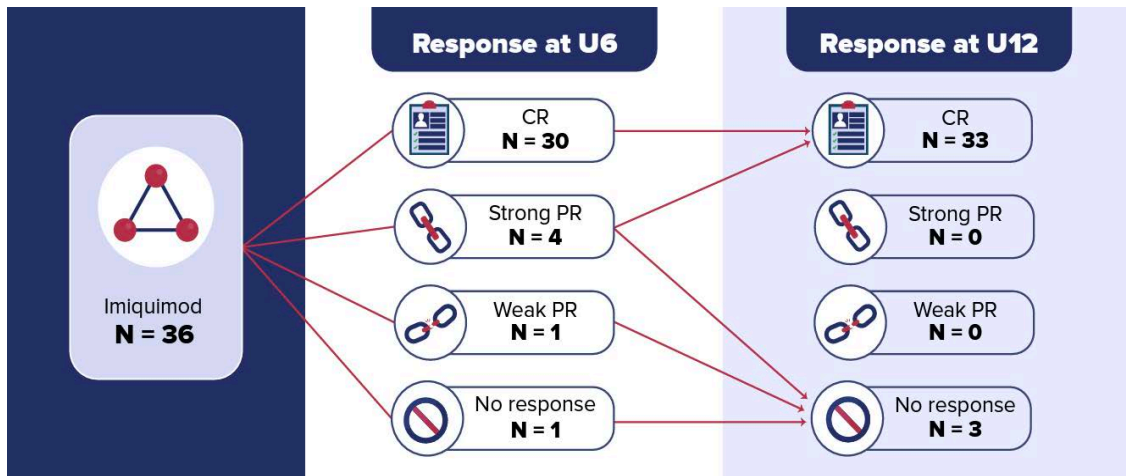 Imiquimod
N = 36
Response at U6
CR
N = 30
Strong PR
N = 4
Weak PR
N = 1
No response
N = 1
Response at U12
CR
N = 33
Strong PR
N = 0
Weak PR
N = 0
No response
N = 3